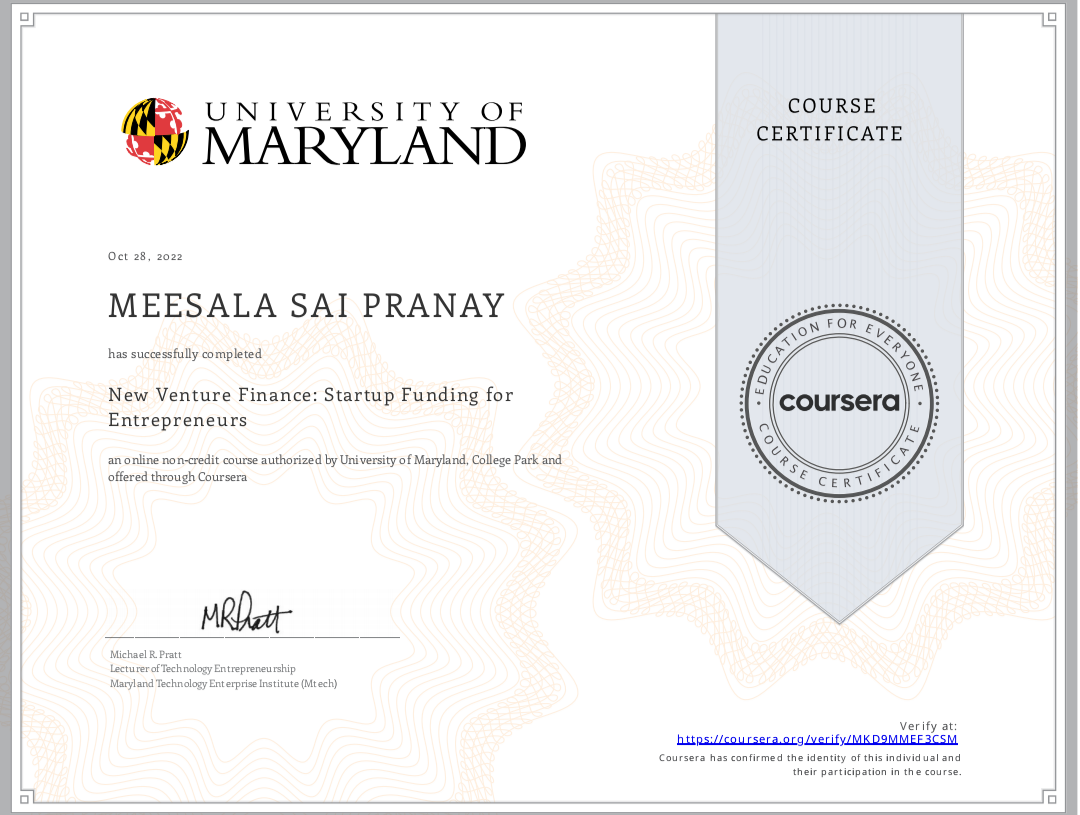 UNIVERSITY OF
MARYLAND
COURSE
CERTIFICATE
Oct 28, 2022
MEESALA SAI PRANAY
has successfully completed
New Venture Finance: Startup Funding for
Entrepreneurs
an online non-credit course authorized by University of Maryland, College Park and
offered through Coursera
EDUCATION FOR EVERYONE
coursera
COURSE CERTIFICATE
MRPratt
Michael R. Pratt
Lecturer of Technology Entrepreneurship
Maryland Technology Enterprise Institute (Mtech)
Verify at:
https://coursera.org/verify/MKD9MMEF3CSM
Coursera has confirmed the identity of this individual and
their participation in the course.